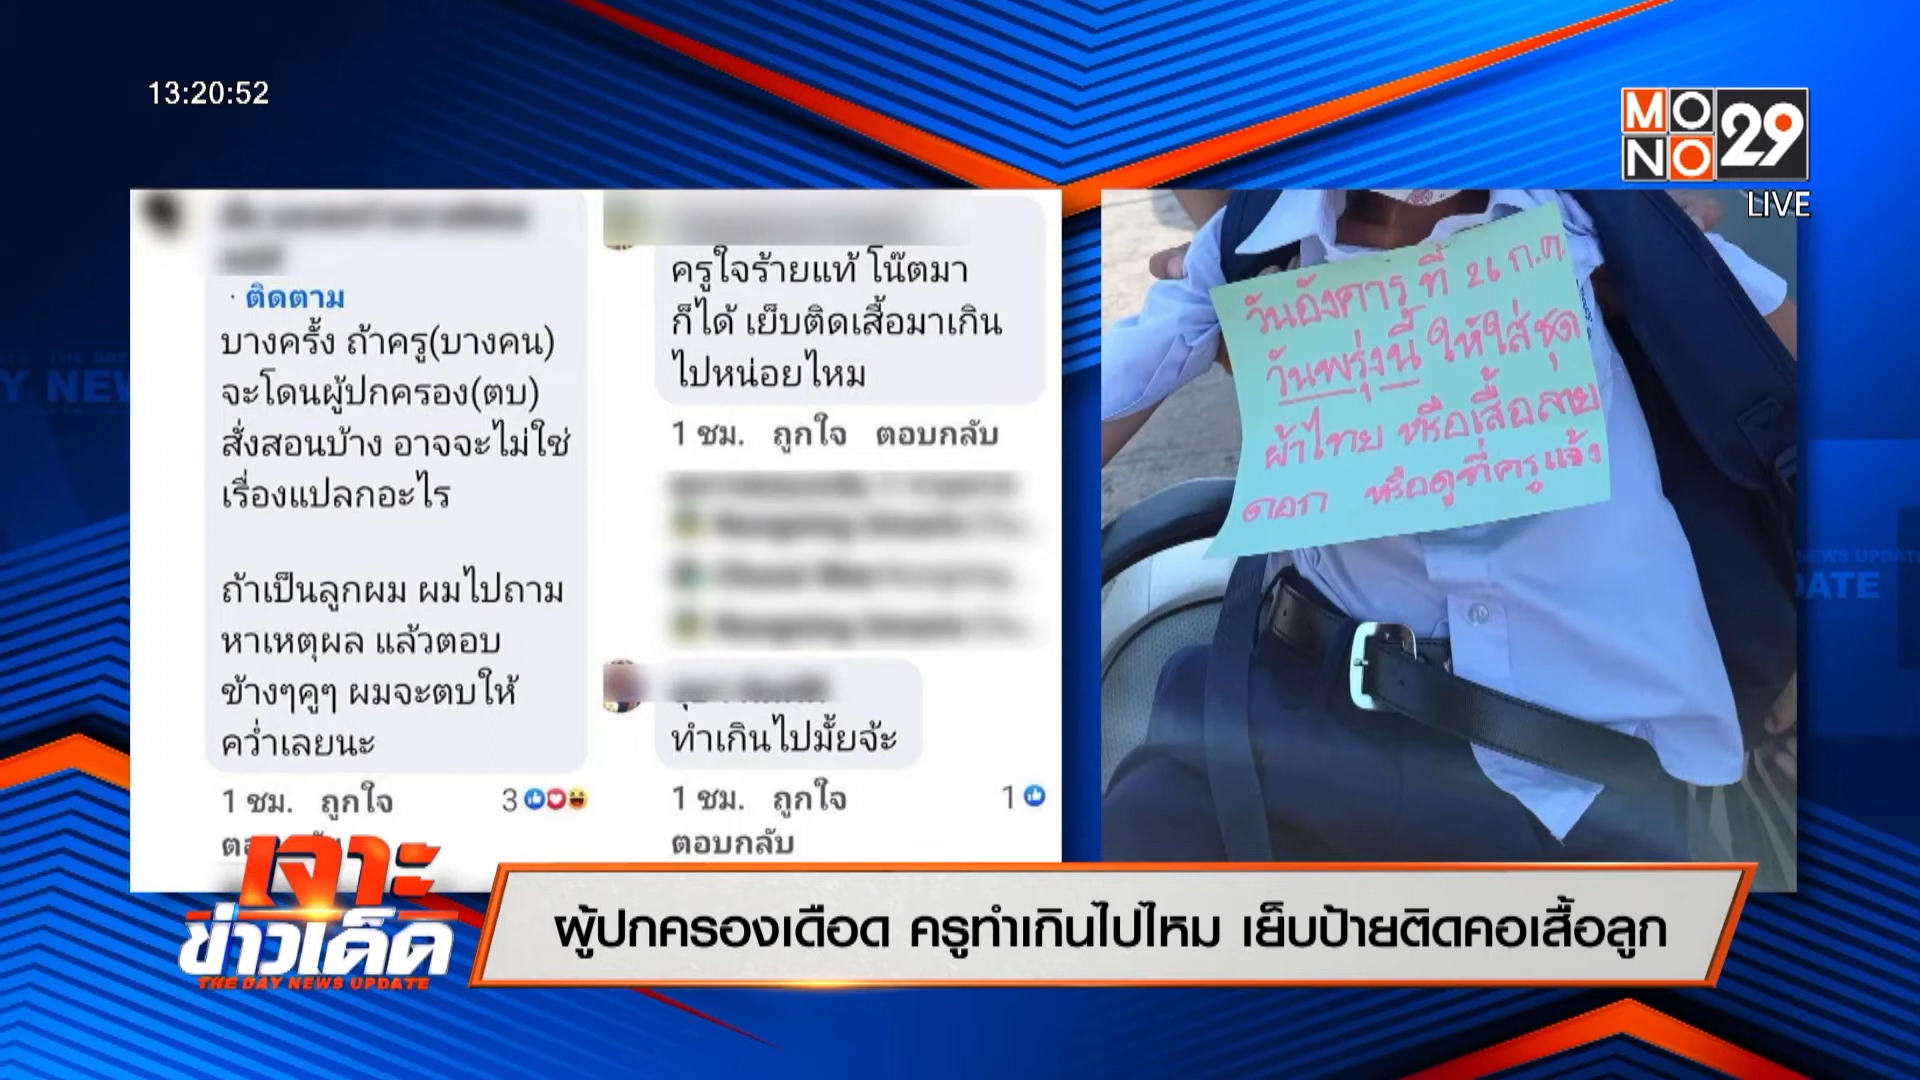 13:20:52
MONO 29
LIVE
· ติดตาม
บางครั้ง ถ้าครู(บางคน)
จะโดนผู้ปกครอง(ตบ)
สั่งสอนบ้าง อาจจะไม่ใช่
เรื่องแปลกอะไร
ถ้าเป็นลูกผม ผมไปถาม
หาเหตุผล แล้วตอบ
ข้างๆคูๆ ผมจะตบให้
คว่ำเลยนะ
1 ชม. ถูกใจ 3
ครูใจร้ายแท้ โน๊ตมา
ก็ได้ เย็บติดเสื้อมาเกิน
ไปหน่อยไหม
1 ชม. ถูกใจ ตอบกลับ
ทำเกินไปมั้ยจ้ะ
1 ชม. ถูกใจ 1
ตอบกลับ
วันอังคาร ที่ 26 ก.ค.
วันพรุ่งนี้ ให้ใส่ชุด
ผ้าไทย หรือเสื้อลาย
ดอก หรือดูที่ครูแจ้ง
เจาะ
ข่าวเด็ด
THE DAY NEWS UPDATE
ผู้ปกครองเดือด ครูทำเกินไปไหม เย็บป้ายติดคอเสื้อลูก